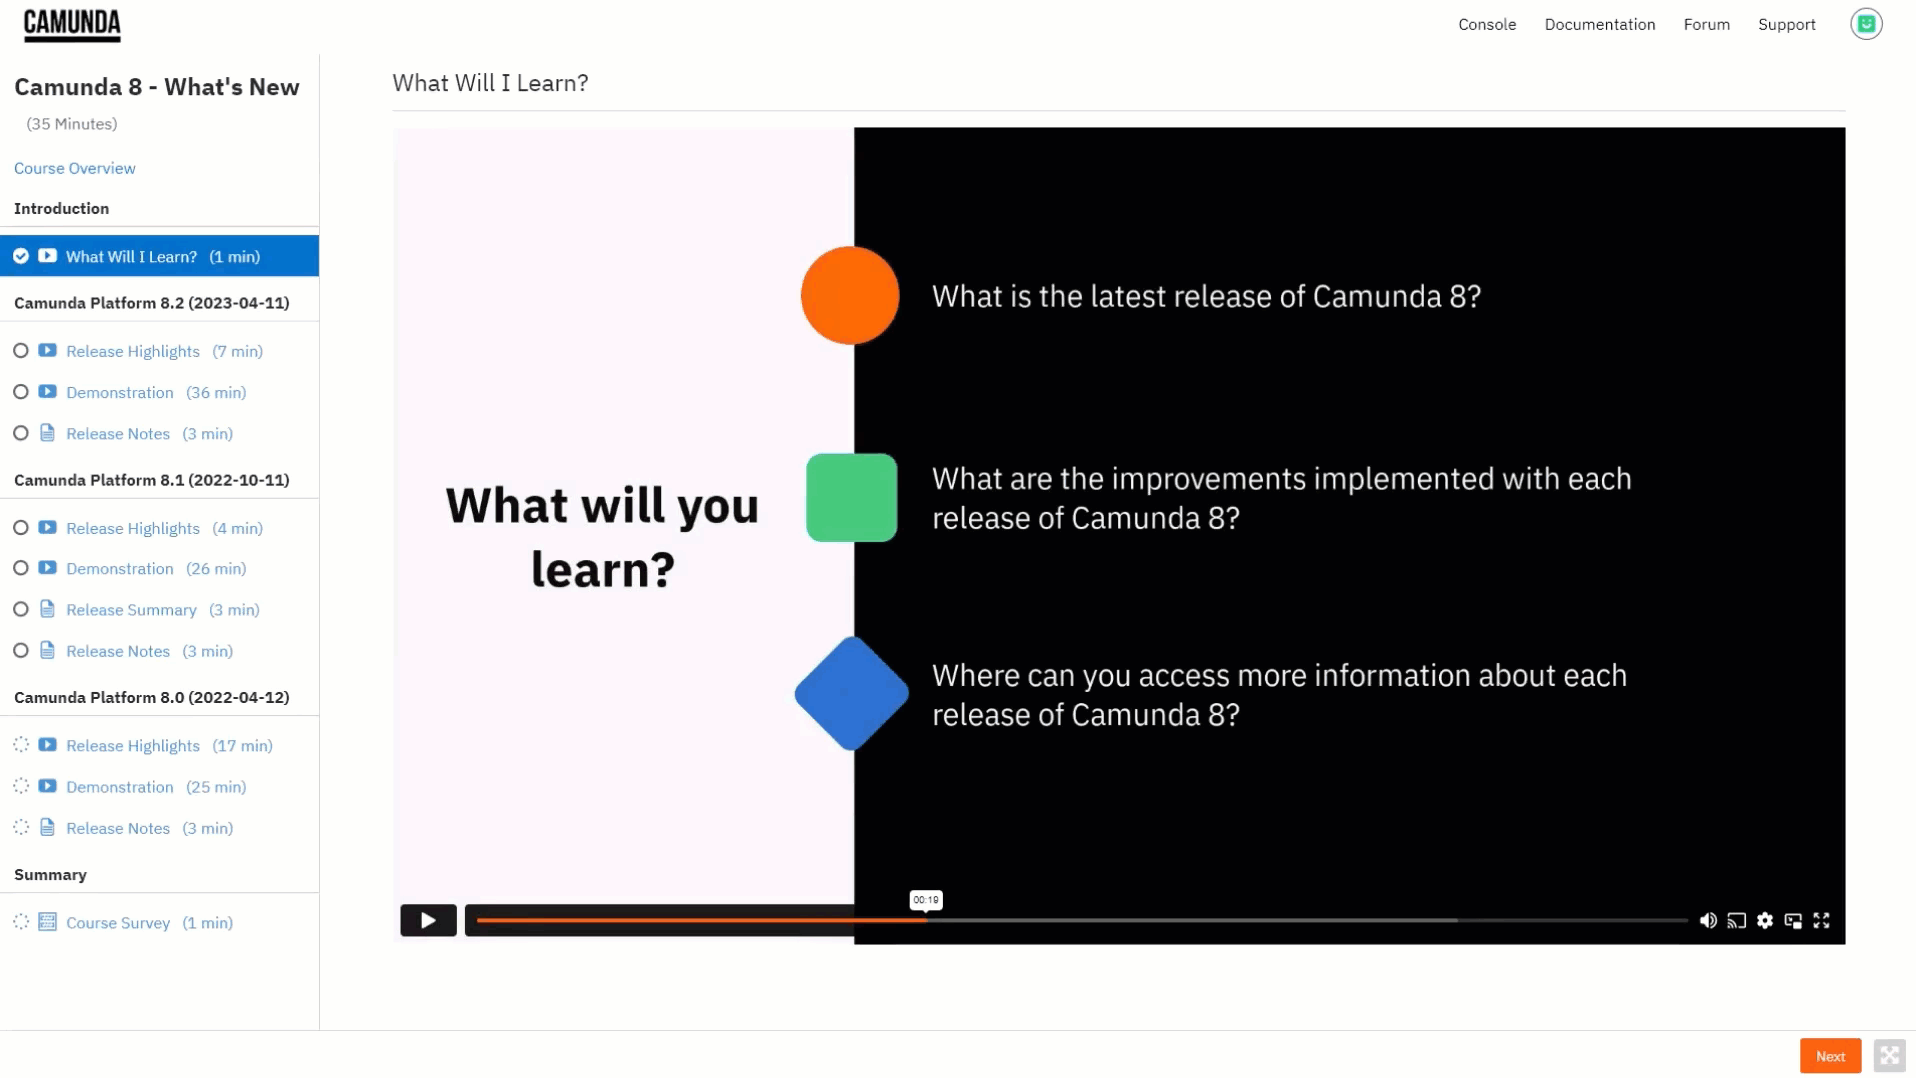 CAMUNDA
Console Documentation Forum Support
Camunda 8 - What's New
(35 Minutes)
Course Overview
Introduction
What Will I Learn? (1 min)
Camunda Platform 8.2 (2023-04-11)
Release Highlights (7 min)
Demonstration (36 min)
Release Notes (3 min)
Camunda Platform 8.1 (2022-10-11)
Release Highlights (4 min)
Demonstration (26 min)
Release Summary (3 min)
Release Notes (3 min)
Camunda Platform 8.0 (2022-04-12)
Release Highlights (17 min)
Demonstration (25 min)
Release Notes (3 min)
Summary
Course Survey (1 min)
What Will I Learn?
What will you
learn?
What is the latest release of Camunda 8?
What are the improvements implemented with each
release of Camunda 8?
Where can you access more information about each
release of Camunda 8?
00:19
Next